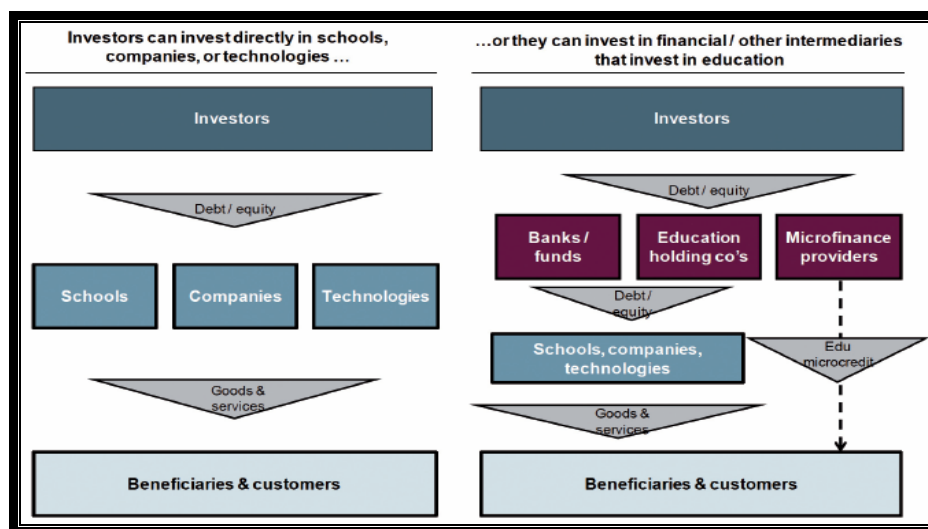 Investors can invest directly in schools,
companies, or technologies ...
Investors
Debt / equity
Schools
Companies
Technologies
Goods &
services
Beneficiaries & customers
...or they can invest in financial / other intermediaries
that invest in education
Investors
Debt / equity
Banks /
funds
Education
holding co's
Microfinance
providers
Debt /
equity
Schools, companies,
technologies
Edu
microcredit
Goods &
services
Beneficiaries & customers